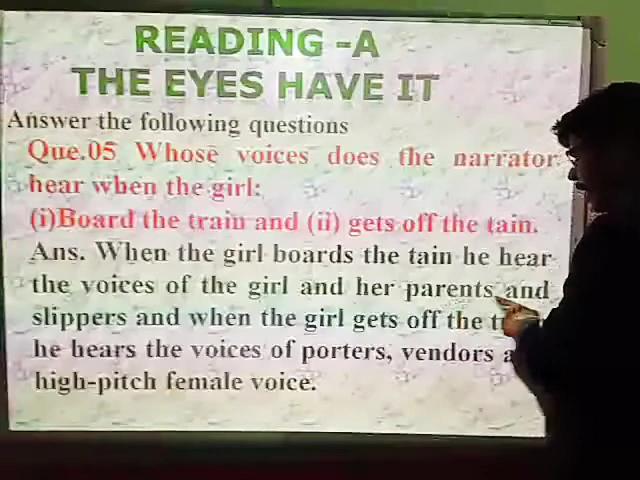 READING -A
THE EYES HAVE IT
Answer the following questions
Que.05 Whose voices does the narrator
hear when the girl:
(i)Board the train and (ii) gets off the tain.
Ans. When the girl boards the tain he hear
the voices of the girl and her parents and
slippers and when the girl gets off the
he hears the voices of porters, vendors
high-pitch female voice.